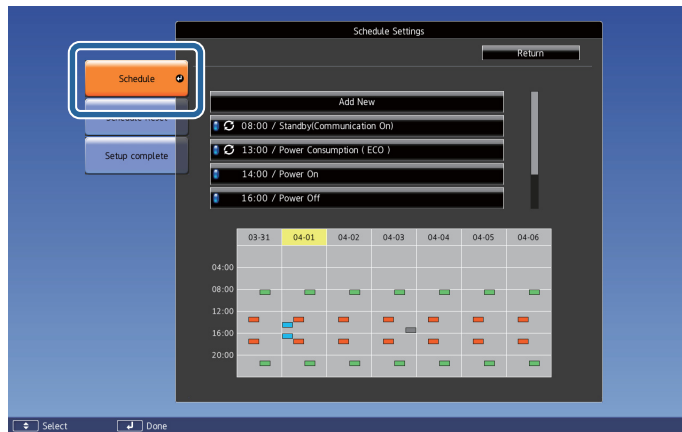 Schedule Settings
Return
Schedule
Schedule Reset
Setup complete
Add New
08:00 / Standby(Communication On)
13:00 / Power Consumption ( ECO )
14:00 / Power On
16:00 / Power Off
03-31 04-01 04-02 04-03 04-04 04-05 04-06
04:00
08:00
12:00
16:00
20:00
Select Done